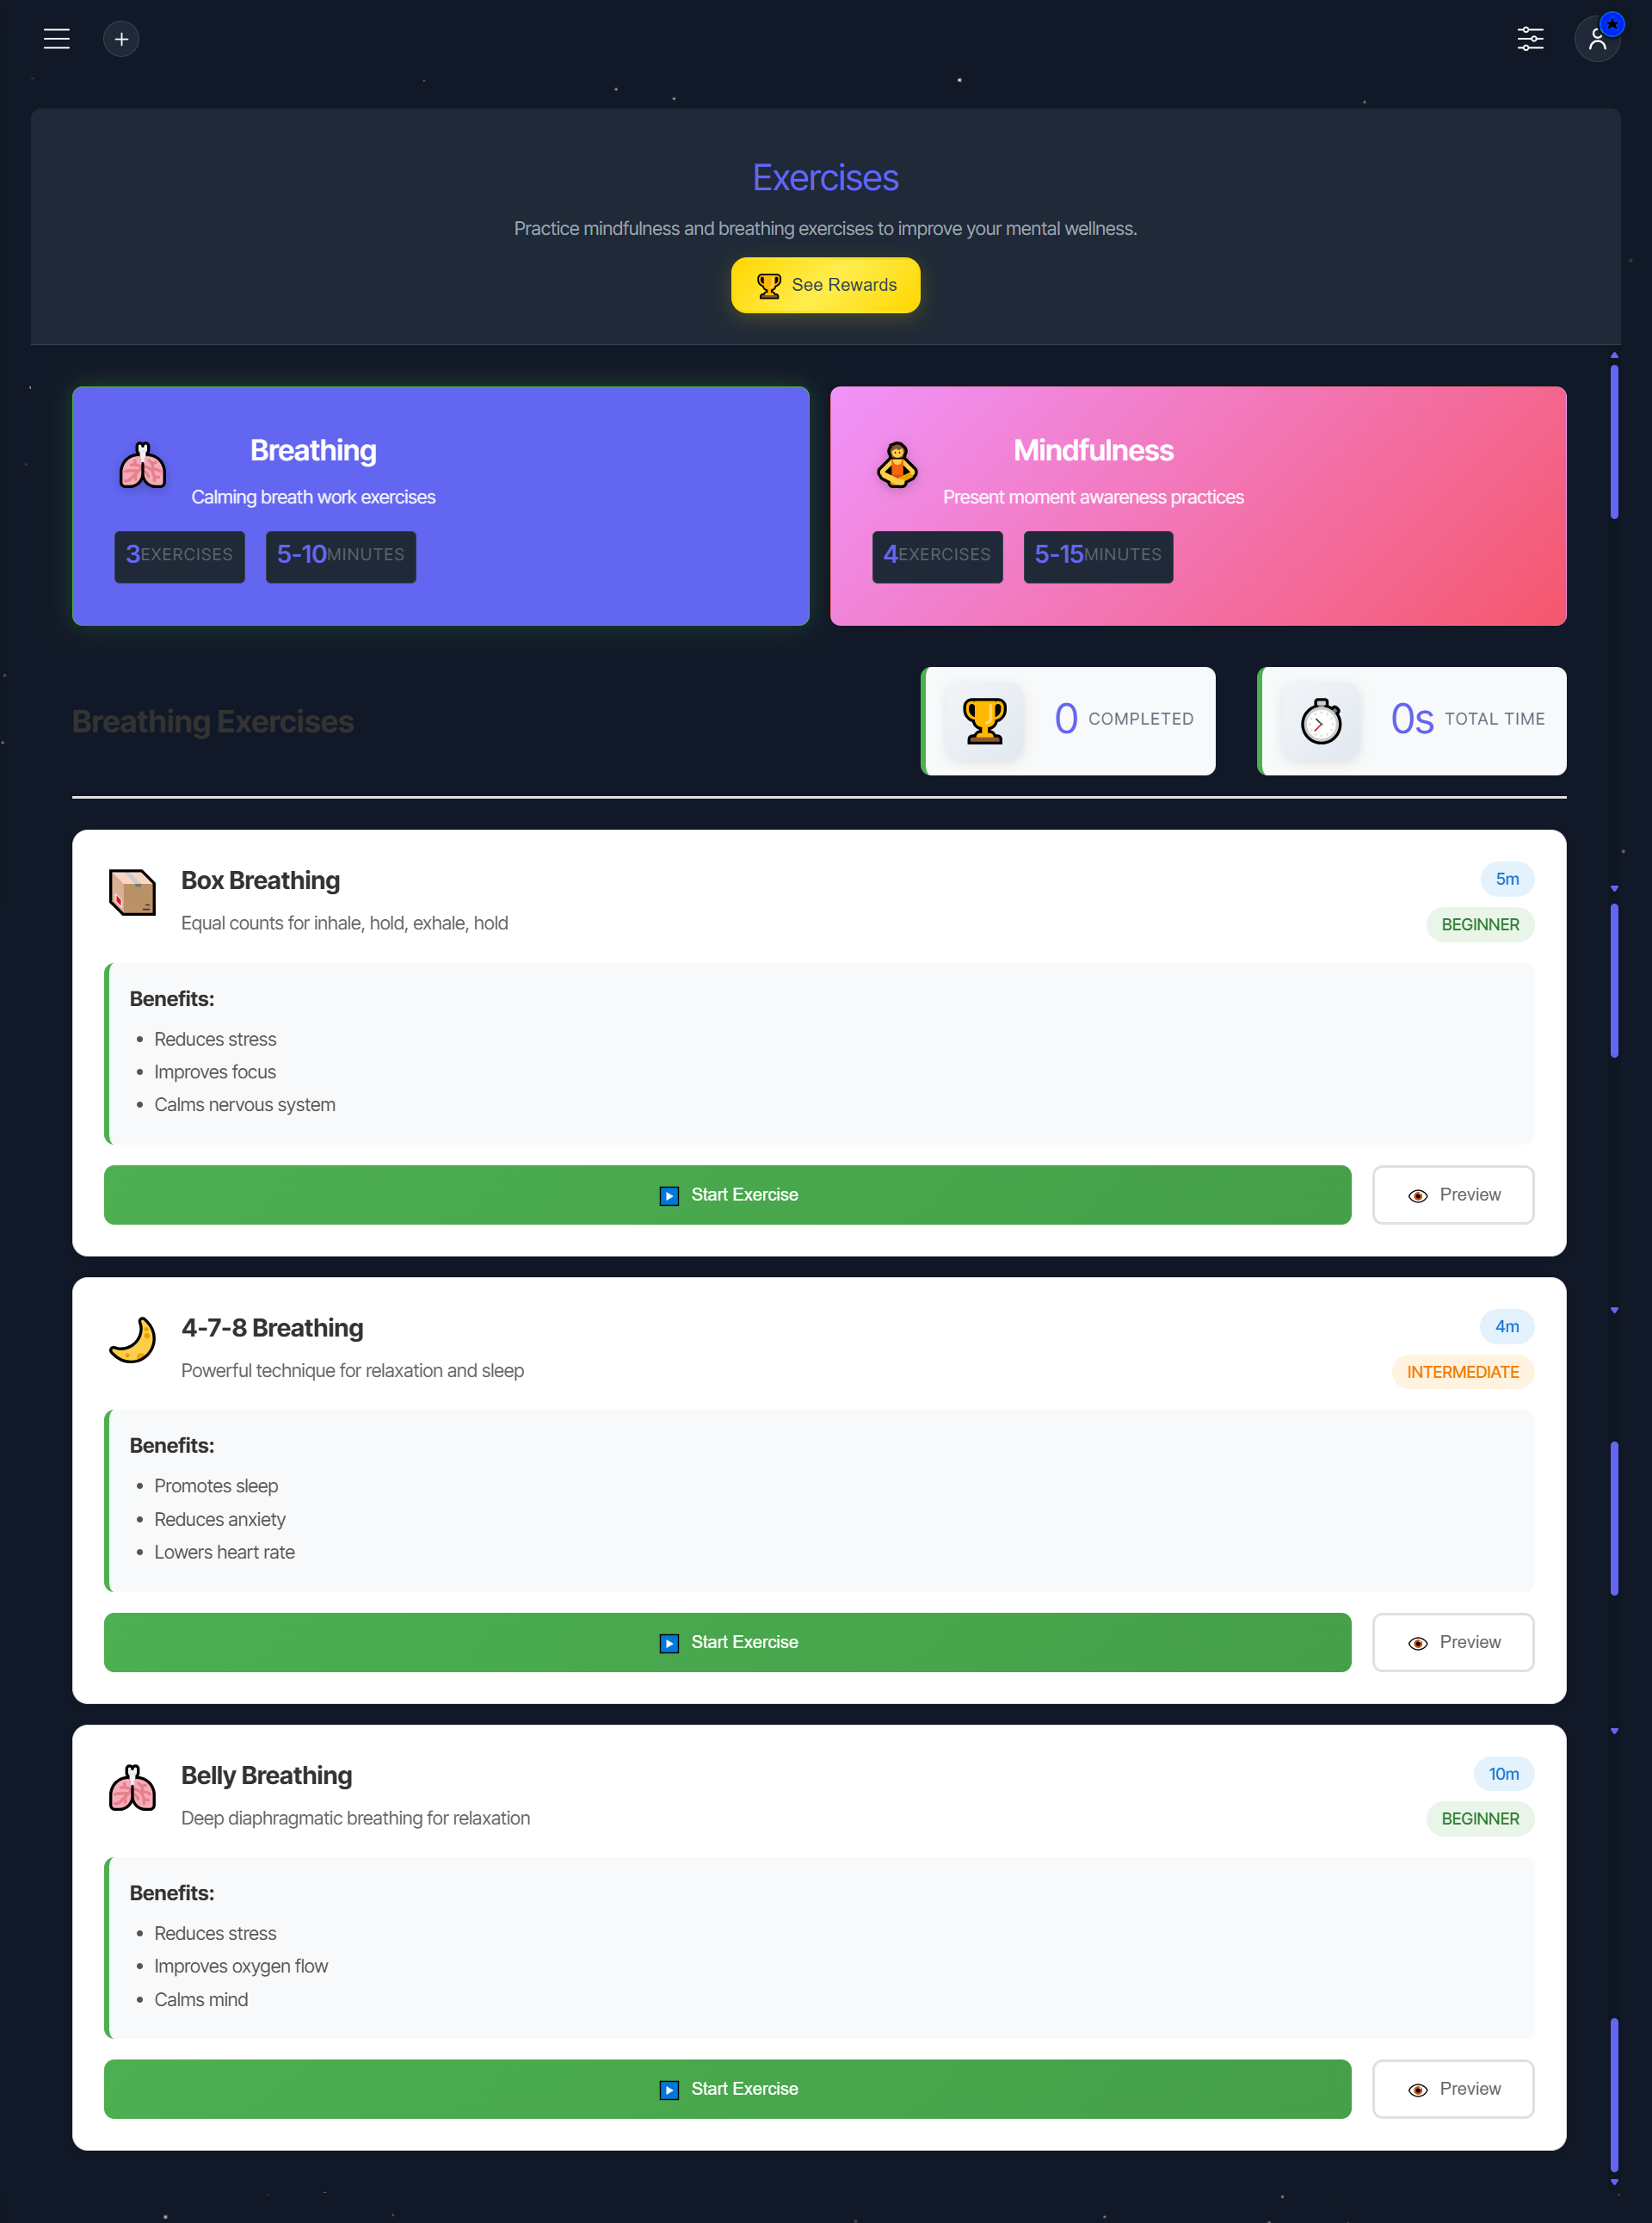 Exercises
Practice mindfulness and breathing exercises to improve your mental wellness.
See Rewards
Breathing
Calming breath work exercises
3EXERCISES 5-10MINUTES
Mindfulness
Present moment awareness practices
4EXERCISES 5-15MINUTES
Breathing Exercises
0 COMPLETED
0s TOTAL TIME
Box Breathing
5m
Equal counts for inhale, hold, exhale, hold
BEGINNER
Benefits:
• Reduces stress
• Improves focus
• Calms nervous system
Start Exercise
Preview
4-7-8 Breathing
4m
Powerful technique for relaxation and sleep
INTERMEDIATE
Benefits:
• Promotes sleep
• Reduces anxiety
• Lowers heart rate
Start Exercise
Preview
Belly Breathing
10m
Deep diaphragmatic breathing for relaxation
BEGINNER
Benefits:
• Reduces stress
• Improves oxygen flow
• Calms mind
Start Exercise
Preview